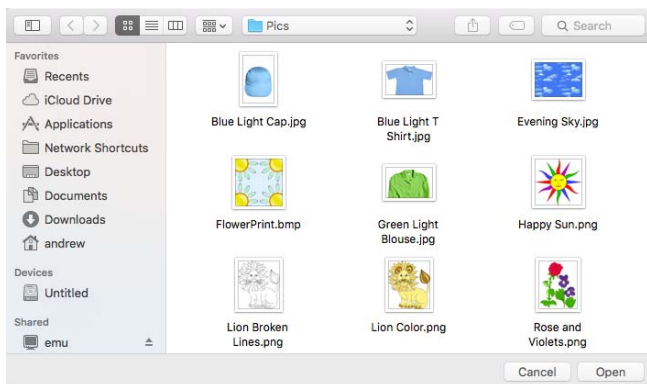 Pics
Search
Favorites
Recents
iCloud Drive
Applications
Network Shortcuts
Desktop
Documents
Downloads
andrew
Devices
Untitled
Shared
emu
Blue Light Cap.jpg
Blue Light T
Shirt.jpg
Evening Sky.jpg
FlowerPrint.bmp
Green Light
Blouse.jpg
Happy Sun.png
Lion Broken
Lines.png
Lion Color.png
Rose and
Violets.png
Cancel
Open